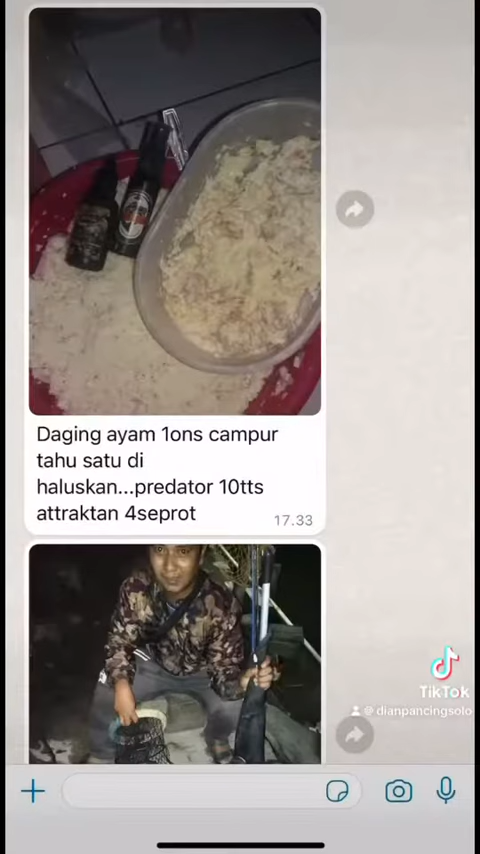 Daging ayam 1ons campur
tahu satu di
haluskan...predator 10tts
attraktan 4seprot
17.33
TikTok
@dianpancingsolo